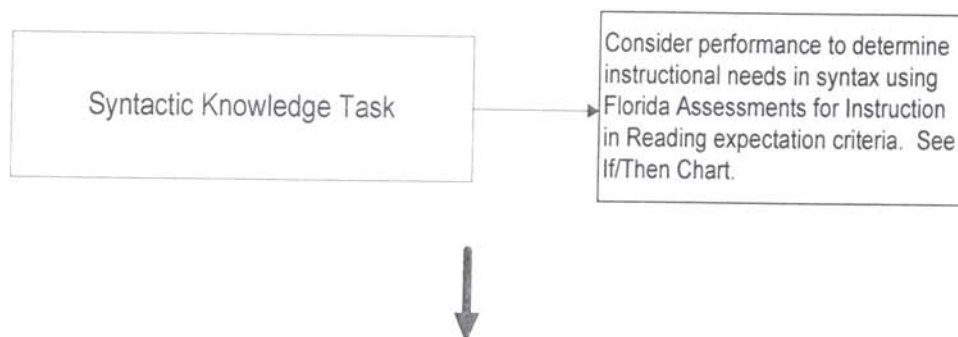 Syntactic Knowledge Task
Consider performance to determine
instructional needs in syntax using
Florida Assessments for Instruction
in Reading expectation criteria. See
If/Then Chart.